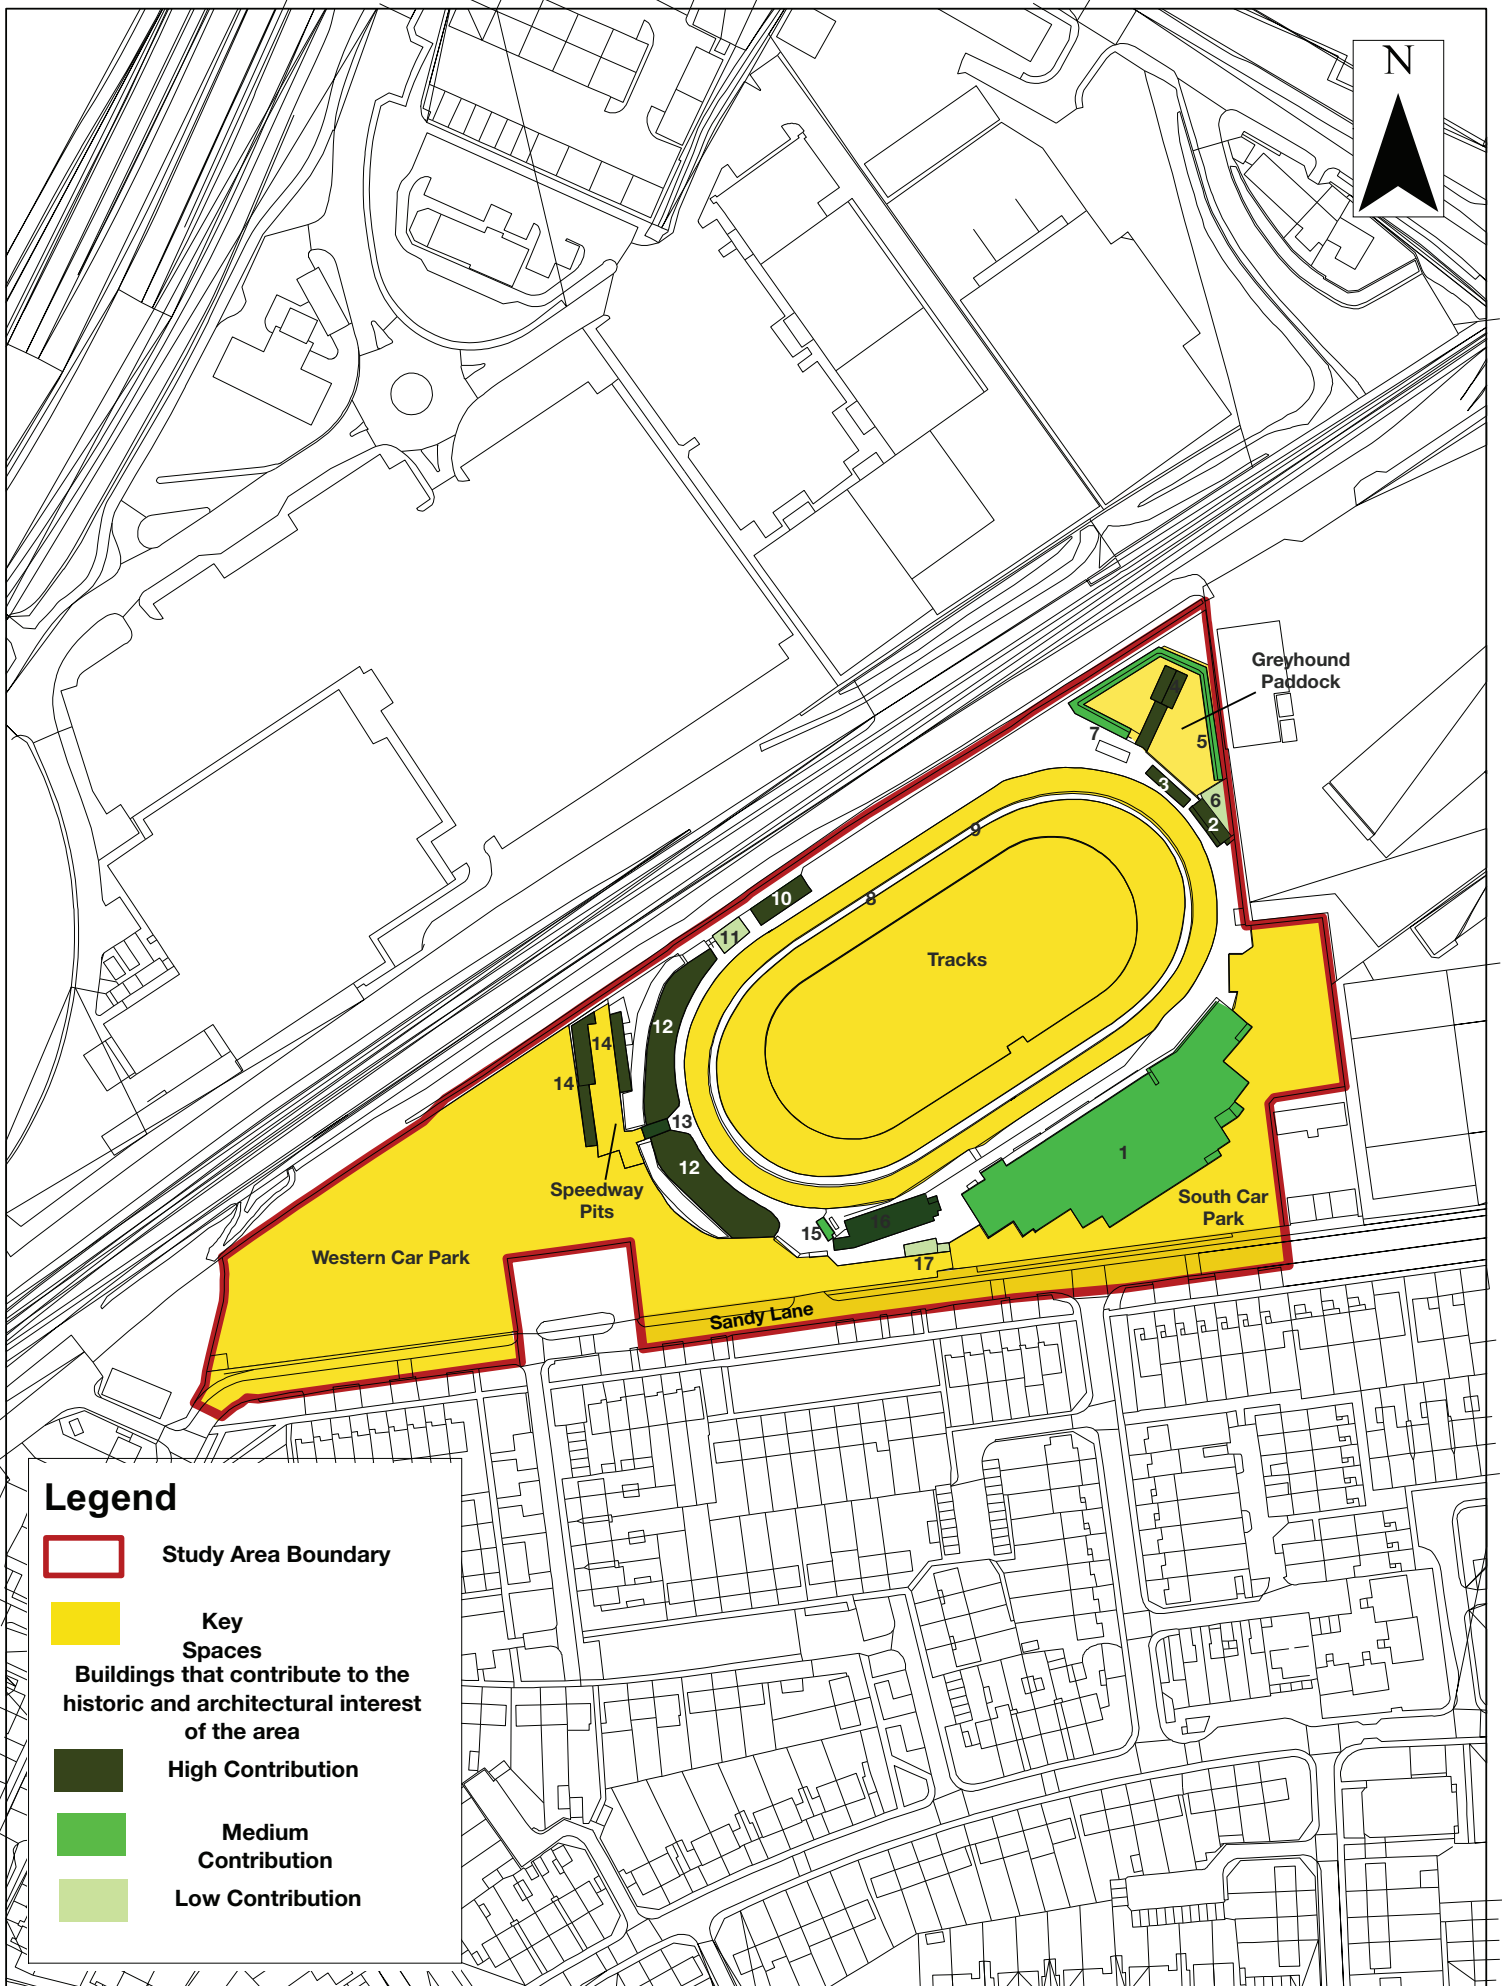 N
Greyhound
Paddock
4
7
5
3
6
2
9
8
10
11
Tracks
12
14
14
13
12
1
Speedway
Pits
South Car
Park
16
15
17
Western Car Park
Sandy Lane
Legend
Study Area Boundary
Key
Spaces
Buildings that contribute to the
historic and architectural interest
of the area
High Contribution
Medium
Contribution
Low Contribution